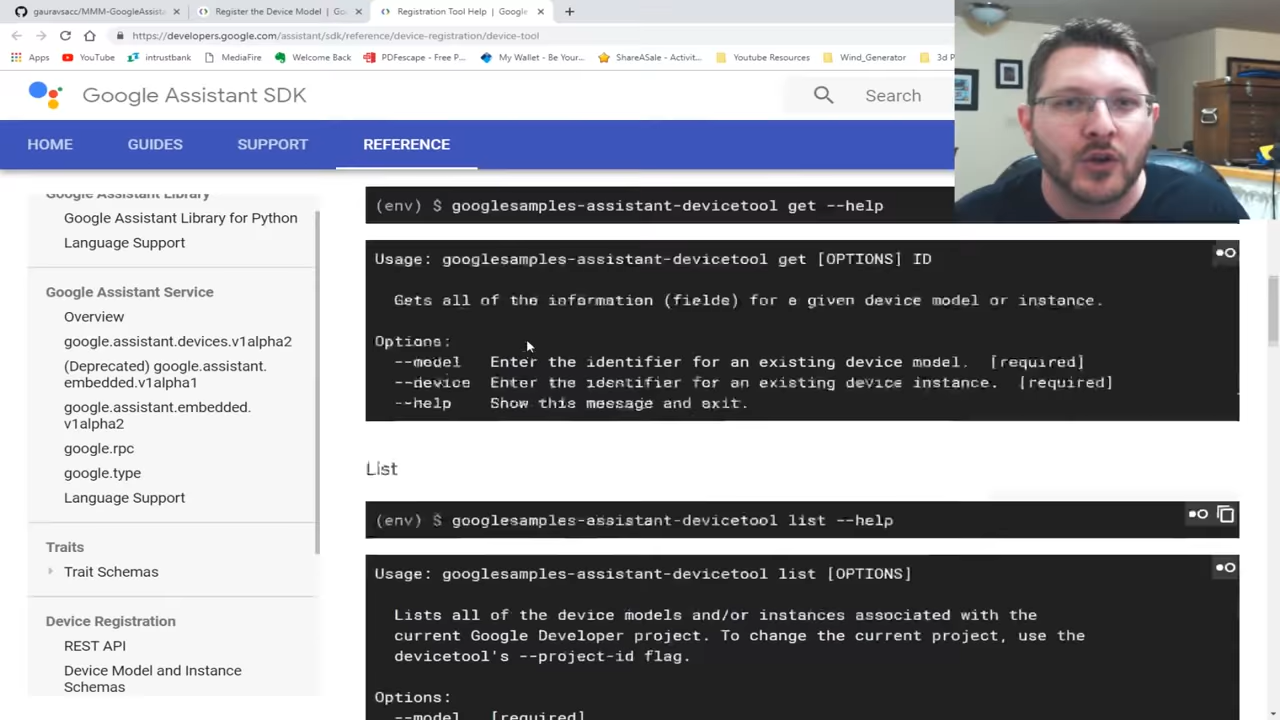 gauravsacc/MMM-GoogleAssista
Register the Device Model | Go
Registration Tool Help | Google
https://developers.google.com/assistant/sdk/reference/device-registration/device-tool
Apps
YouTube
intrustbank
MediaFire
Welcome Back
PDFescape - Free P...
My Wallet - Be Your...
ShareASale - Activit...
Youtube Resources
Wind_Generator
3d P
Google Assistant SDK
Search
HOME
GUIDES
SUPPORT
REFERENCE
Google Assistant Library
Google Assistant Library for Python
Language Support
Google Assistant Service
Overview
google.assistant.devices.v1alpha2
(Deprecated) google.assistant.
embedded.v1alpha1
google.assistant.embedded.
v1alpha2
google.rpc
google.type
Language Support
Traits
Trait Schemas
Device Registration
REST API
Device Model and Instance
Schemas
(env) $ googlesamples-assistant-devicetool get --help
Usage: googlesamples-assistant-devicetool get [OPTIONS] ID
Gets all of the information (fields) for a given device model or instance.
Options:
--model Enter the identifier for an existing device model. [required]
--device Enter the identifier for an existing device instance. [required]
--help Show this message and exit.
List
(env) $ googlesamples-assistant-devicetool list --help
Usage: googlesamples-assistant-devicetool list [OPTIONS]
Lists all of the device models and/or instances associated with the
current Google Developer project. To change the current project, use the
devicetool's --project-id flag.
Options:
--model [required]